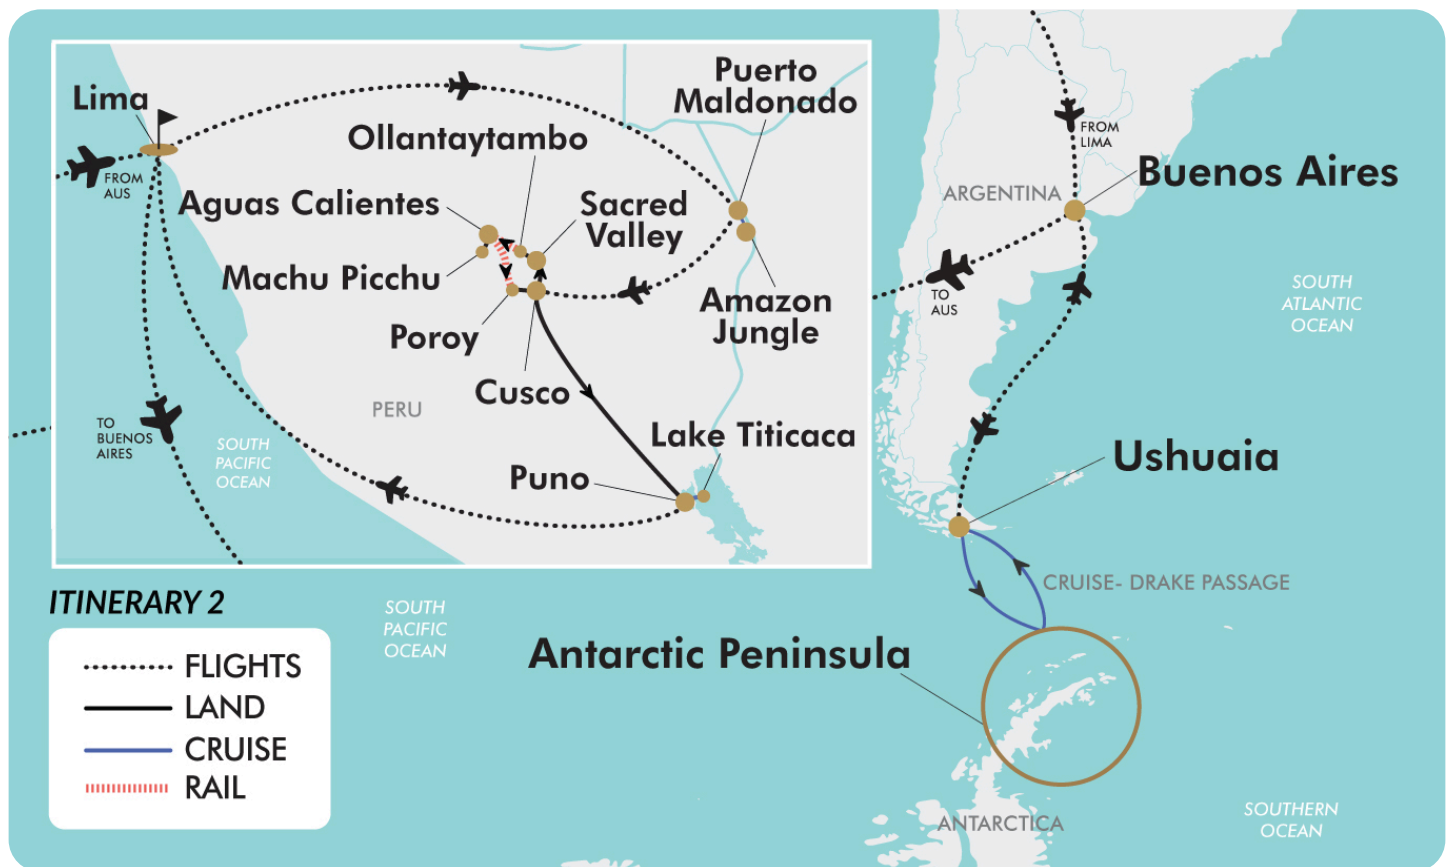 Lima
FROM
AUS
Puerto
Maldonado
Ollantaytambo
Aguas Calientes
Sacred
Valley
Machu Picchu
Amazon
Jungle
Poroy
Cusco
PERU
Lake Titicaca
Puno
TO
BUENOS
AIRES
SOUTH
PACIFIC
OCEAN
FROM
LIMA
Buenos Aires
ARGENTINA
TO
AUS
SOUTH
ATLANTIC
OCEAN
Ushuaia
CRUISE- DRAKE PASSAGE
Antarctic Peninsula
SOUTH
PACIFIC
OCEAN
ANTARCTICA
SOUTHERN
OCEAN
ITINERARY 2
FLIGHTS
LAND
CRUISE
RAIL